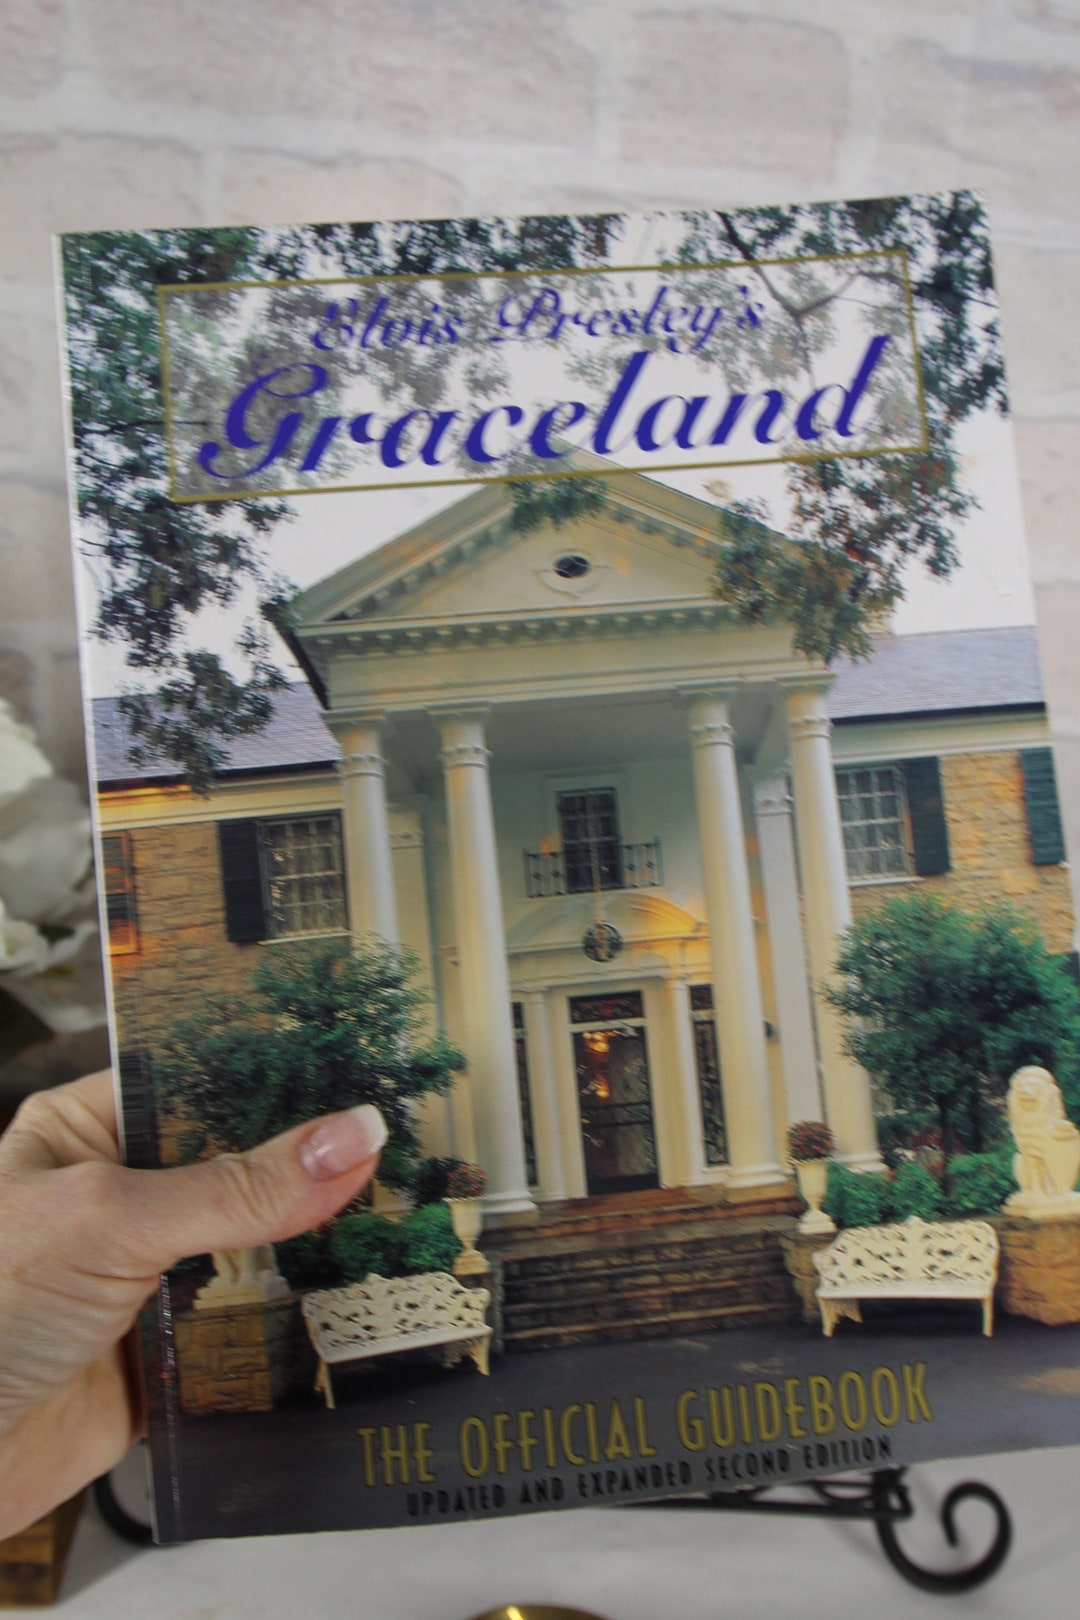 Elvis Presley's
Graceland
THE OFFICIAL GUIDEBOOK
UPDATED AND EXPANDED SECOND EDITION